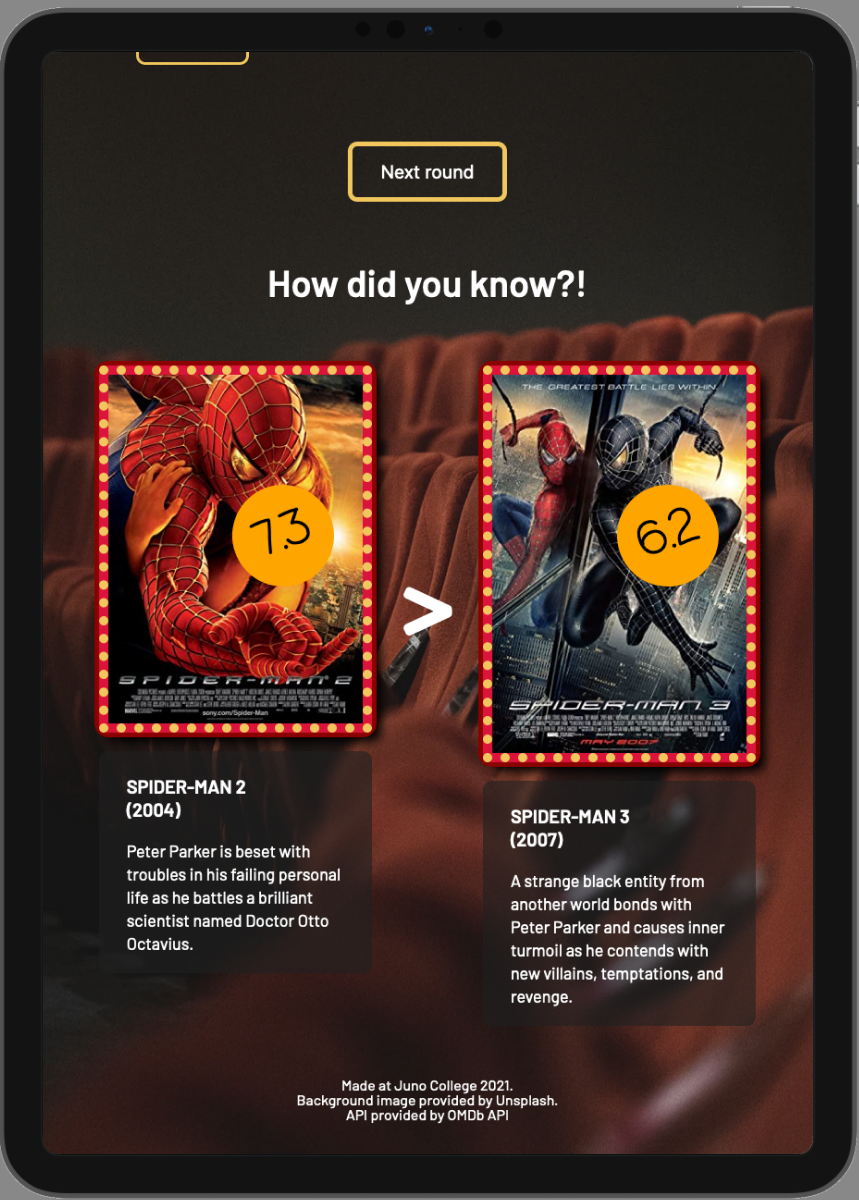 Next round
How did you know?!
7.3
>
THE GREATEST BATTLE LIES WITHIN.
6.2
SPIDER-MAN 2
sony.com/Spider-Man
SPIDER-MAN 3
MAY 2007
SPIDER-MAN 2
(2004)
Peter Parker is beset with
troubles in his failing personal
life as he battles a brilliant
scientist named Doctor Otto
Octavius.
SPIDER-MAN 3
(2007)
A strange black entity from
another world bonds with
Peter Parker and causes inner
turmoil as he contends with
new villains, temptations, and
revenge.
Made at Juno College 2021.
Background image provided by Unsplash.
API provided by OMDb API